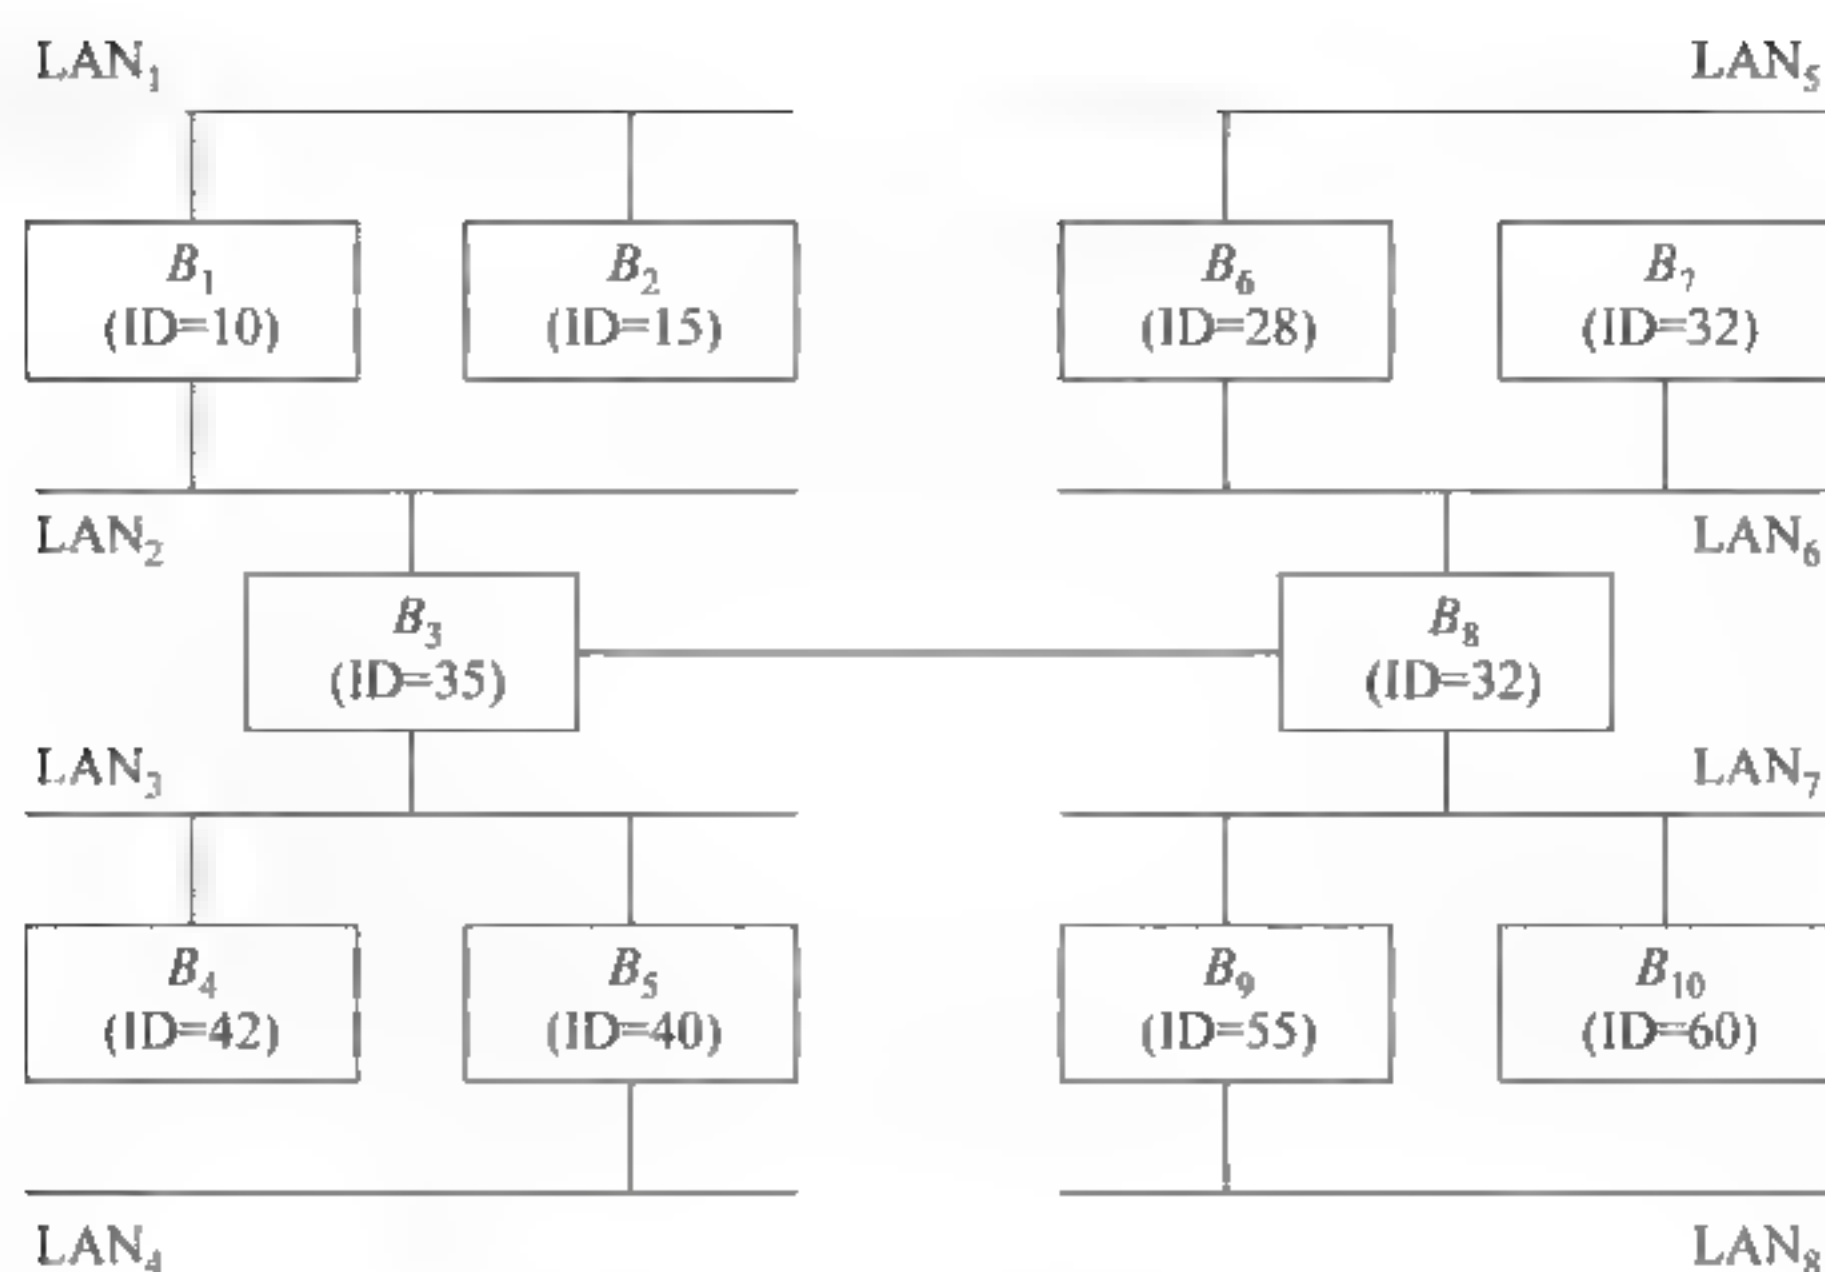 LAN₁
LAN₅
B₁
(ID=10)
B₂
(ID=15)
B₆
(ID=28)
B₇
(ID=32)
LAN₂
LAN₆
B₃
(ID=35)
B₈
(ID=32)
LAN₃
LAN₇
B₄
(ID=42)
B₅
(ID=40)
B₉
(ID=55)
B₁₀
(ID=60)
LAN₄
LAN₈